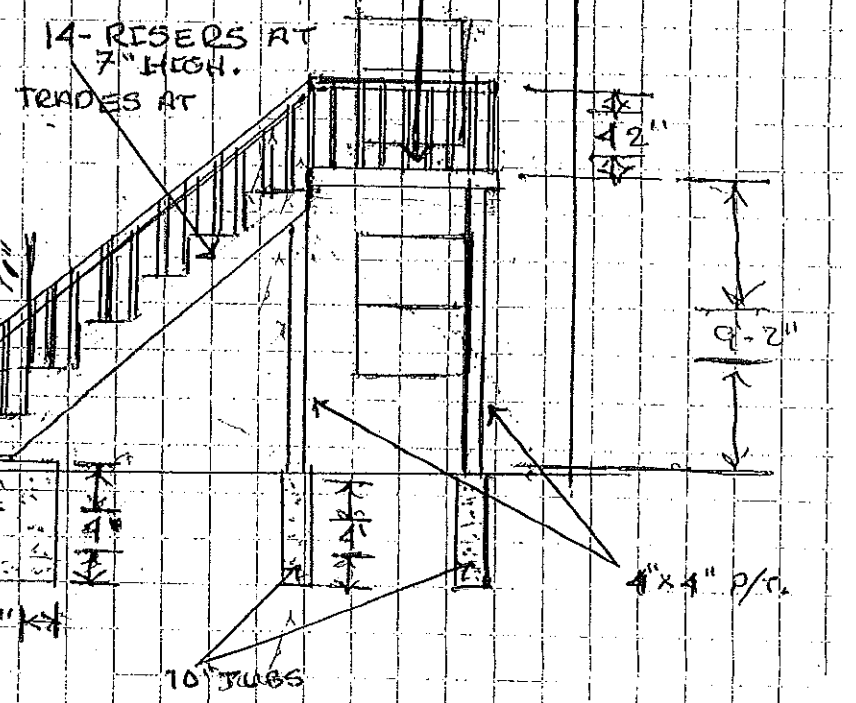 14- RISERS AT
7" HIGH.
TRADES AT
42"
9'-2"
4'
4'
4"x4" P/T.
10" TUBS